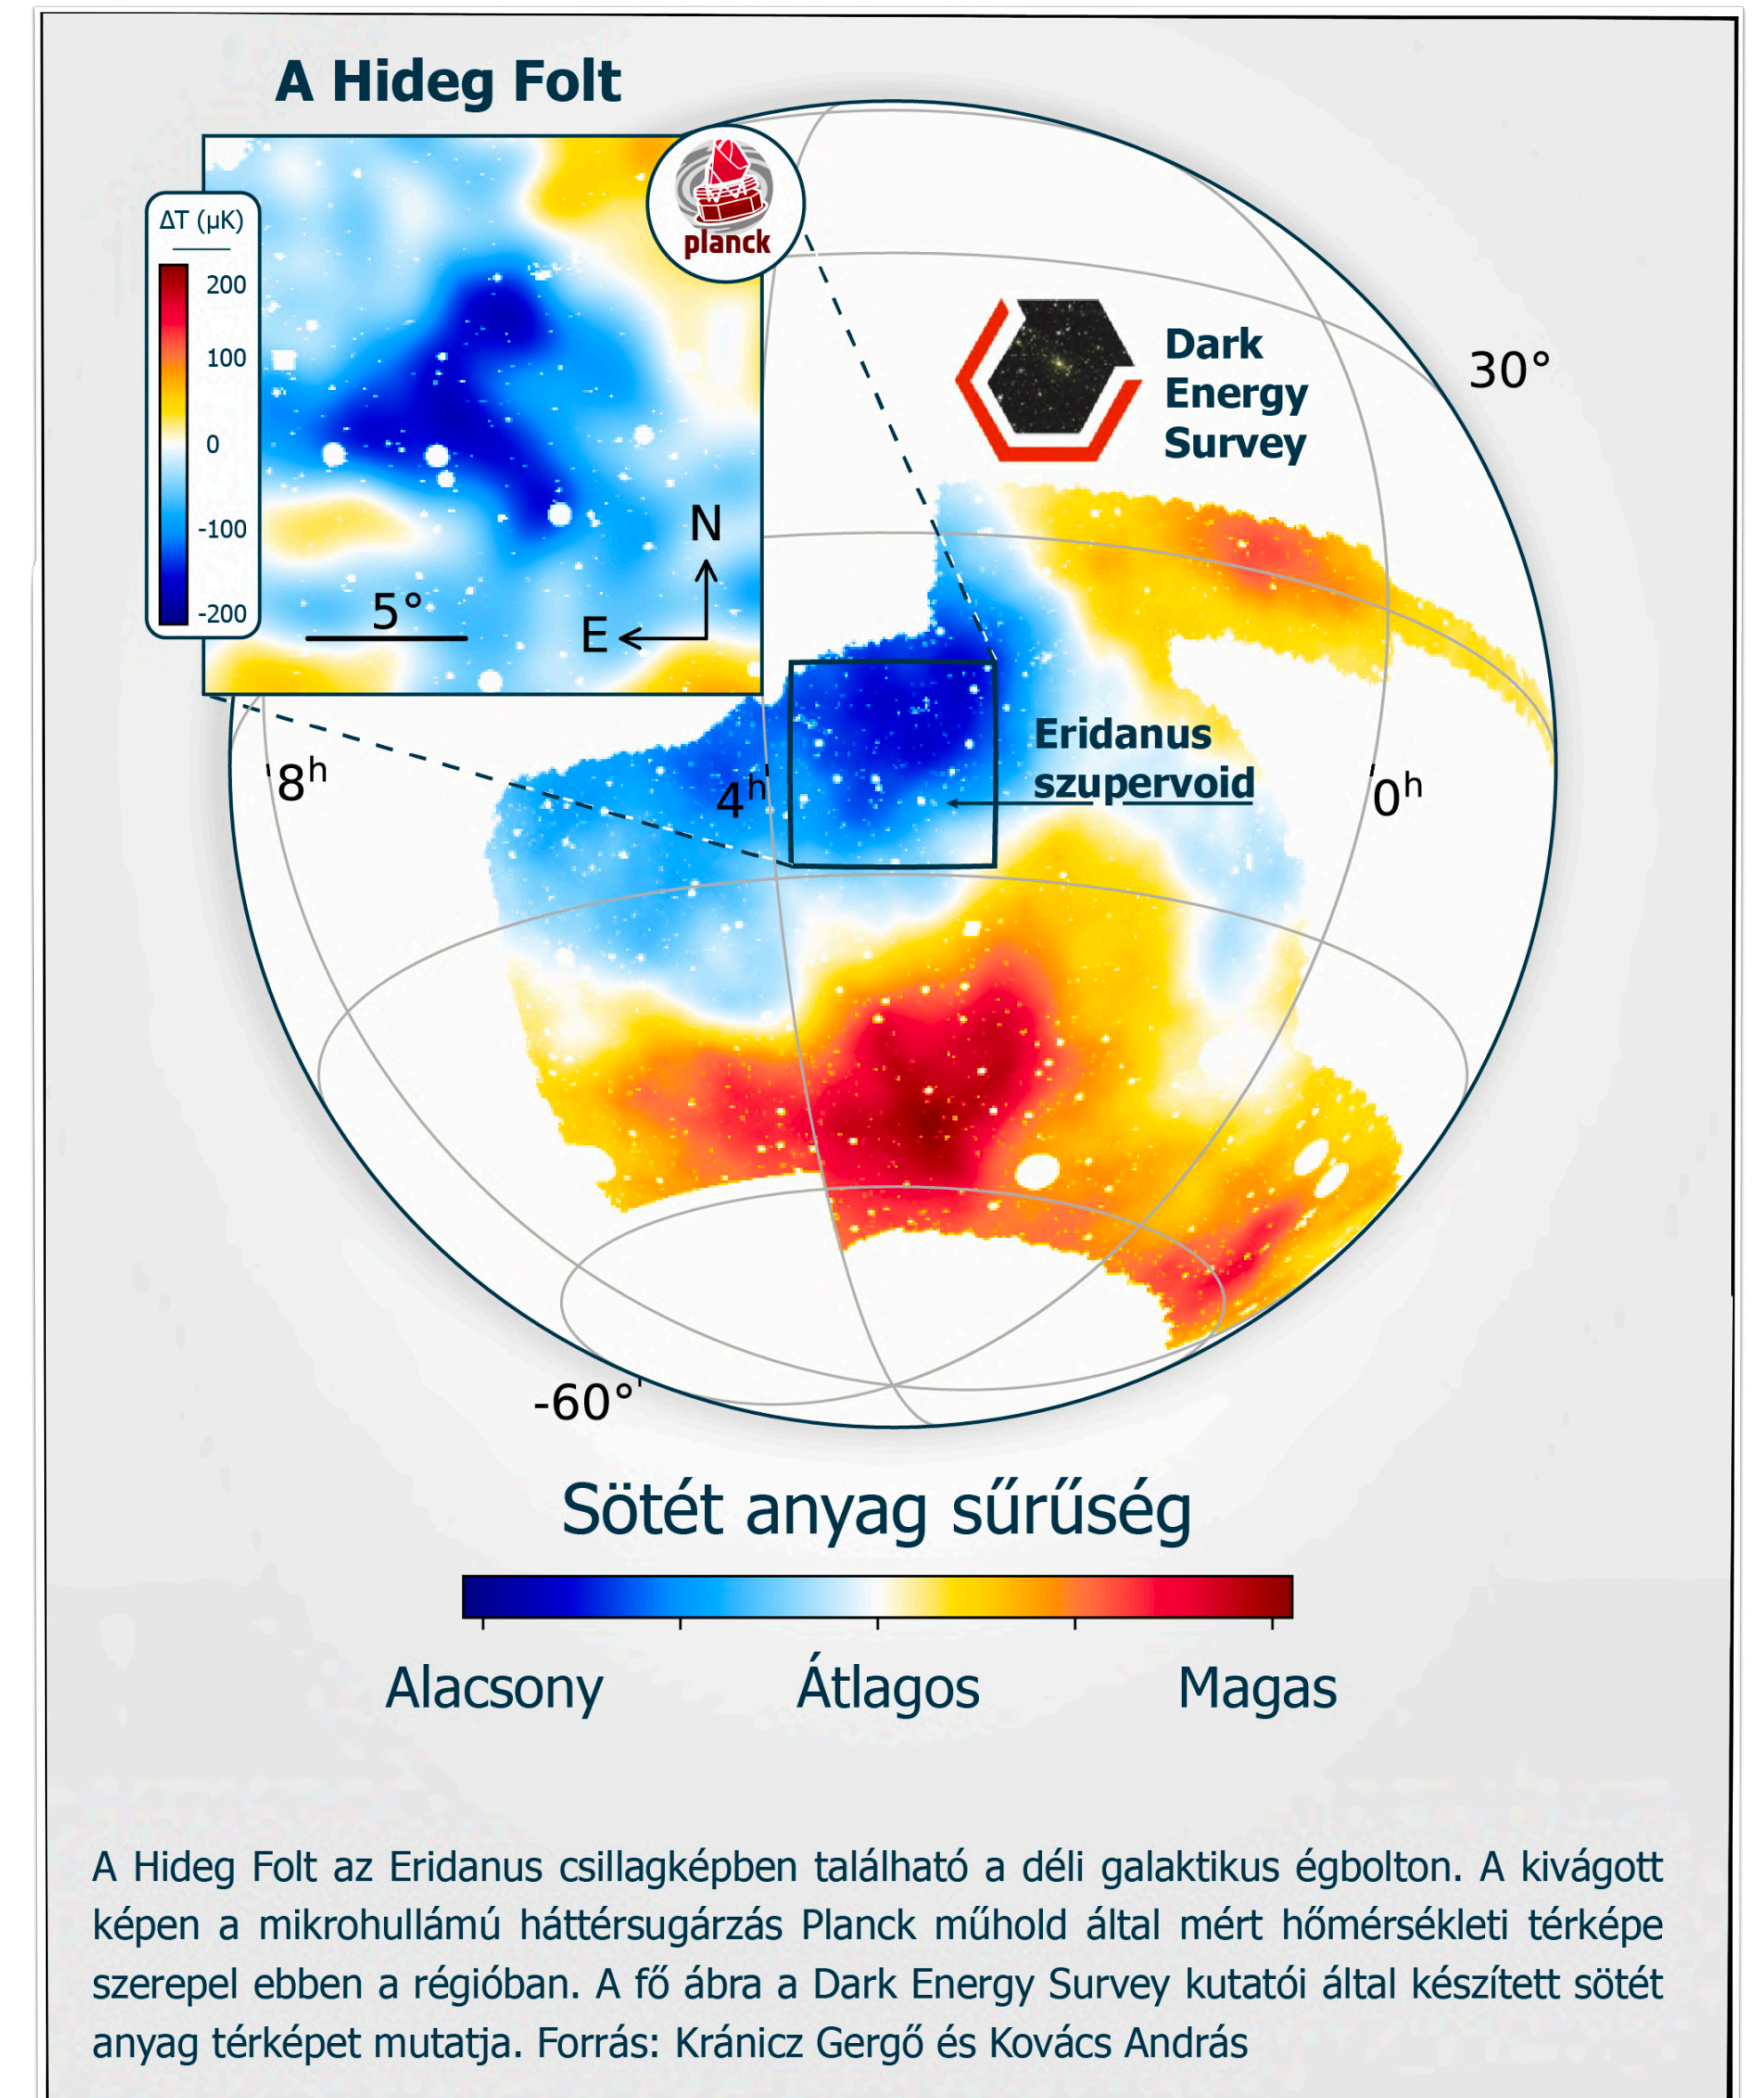 A Hideg Folt
planck
ΔT (µK)
200
100
0
-100
-200
5°
N
E
Dark
Energy
Survey
30°
Eridanus
szupervoid
8h
4h
0h
-60°
Sötét anyag sűrűség
Alacsony Átlagos Magas
A Hideg Folt az Eridanus csillagképben található a déli galaktikus égbolton. A kivágott
képen a mikrohullámú háttérsugárzás Planck műhold által mért hőmérsékleti térképe
szerepel ebben a régióban. A fő ábra a Dark Energy Survey kutatói által készített sötét
anyag térképet mutatja. Forrás: Kránicz Gergő és Kovács András